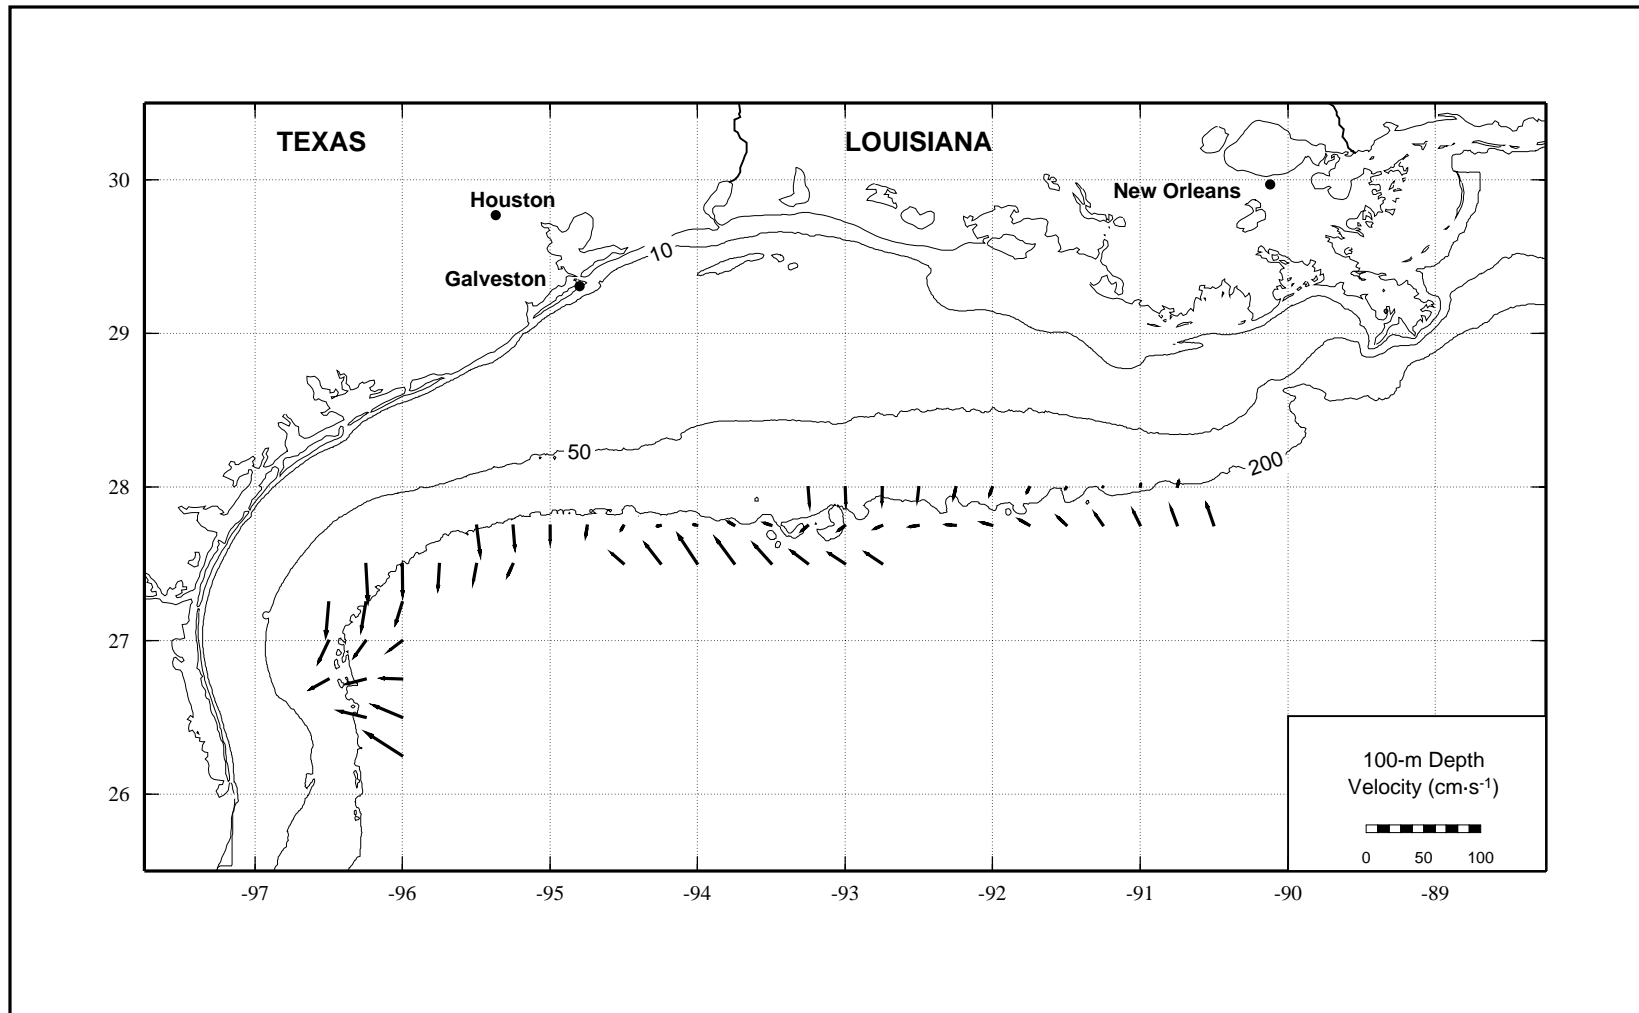 TEXAS
LOUISIANA
30
New Orleans
Houston
10
Galveston
29
50
200
28
27
100-m Depth
Velocity (cm·s-1)
26
0 50 100
-97 -96 -95 -94 -93 -92 -91 -90 -89